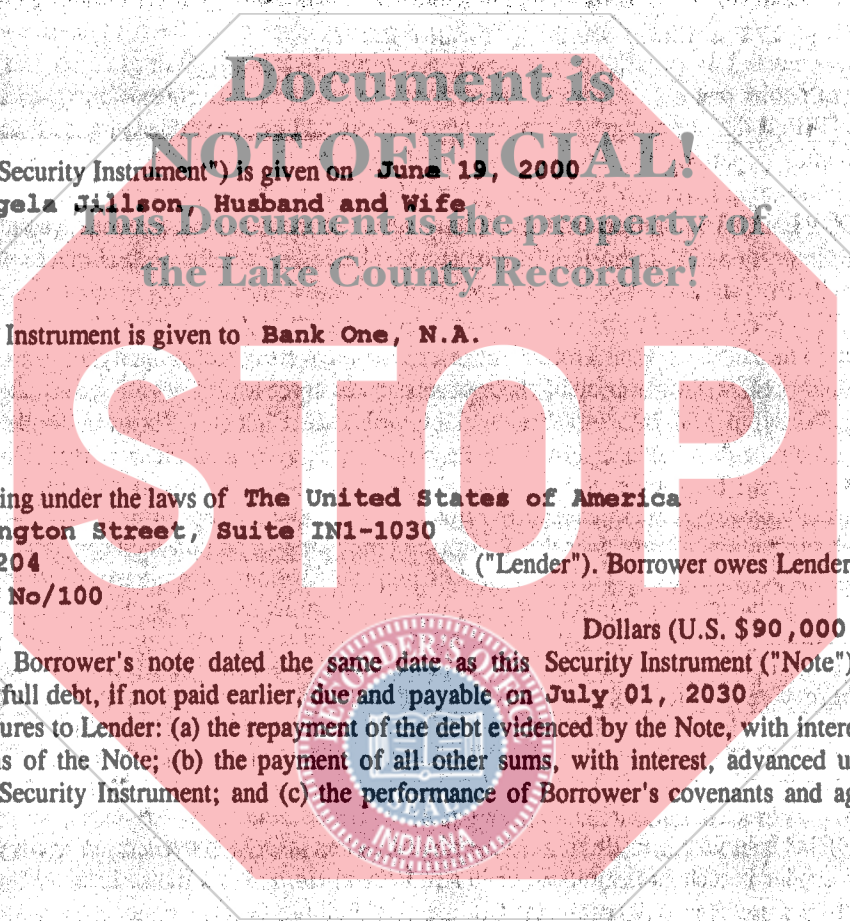 Document is
NOT OFFICIAL!
Security Instrument") is given on June 19, 2000
gela Jillson, Husband and Wife
This Document is the property of
the Lake County Recorder!
Instrument is given to Bank One, N.A.
STOP
ing under the laws of The United States of America
ngton Street, Suite IN1-1030
204 ("Lender"). Borrower owes Lender
No/100
Dollars (U.S. $90,000
Borrower's note dated the same date as this Security Instrument ("Note")
full debt, if not paid earlier, due and payable on July 01, 2030
ures to Lender: (a) the repayment of the debt evidenced by the Note, with intere
s of the Note; (b) the payment of all other sums, with interest, advanced u
Security Instrument; and (c) the performance of Borrower's covenants and ag
RECORDER'S
SEAL
INDIANA